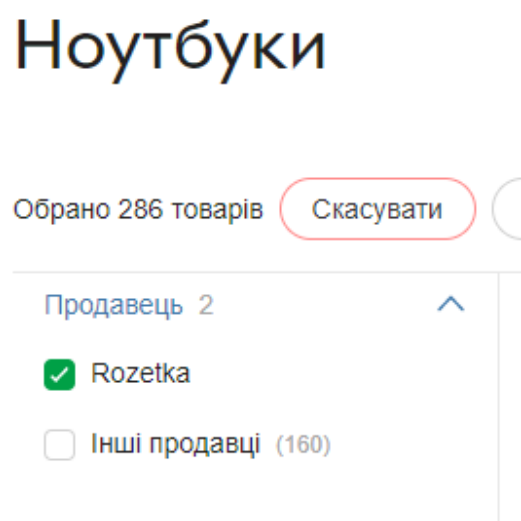 Ноутбуки
Обрано 286 товарів Скасувати
Продавець 2
Rozetka
Інші продавці (160)